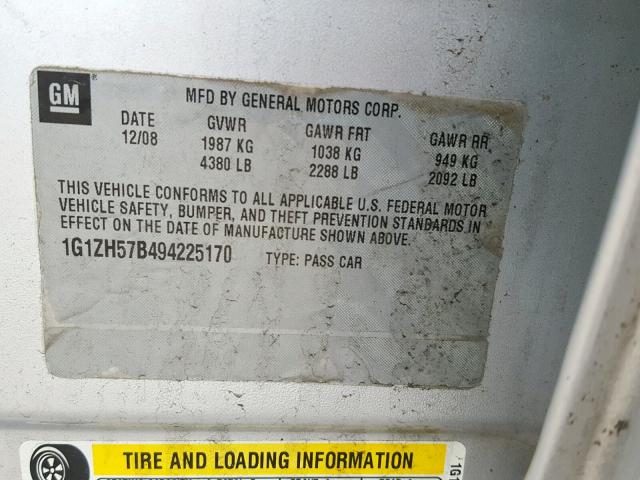 GM ®
MFD BY GENERAL MOTORS CORP.
DATE GVWR GAWR FRT GAWR RR
12/08 1987 KG 1038 KG 949 KG
4380 LB 2288 LB 2092 LB
THIS VEHICLE CONFORMS TO ALL APPLICABLE U.S. FEDERAL MOTOR
VEHICLE SAFETY, BUMPER, AND THEFT PREVENTION STANDARDS IN
EFFECT ON THE DATE OF MANUFACTURE SHOWN ABOVE.
1G1ZH57B494225170 TYPE: PASS CAR
TIRE AND LOADING INFORMATION
1G1